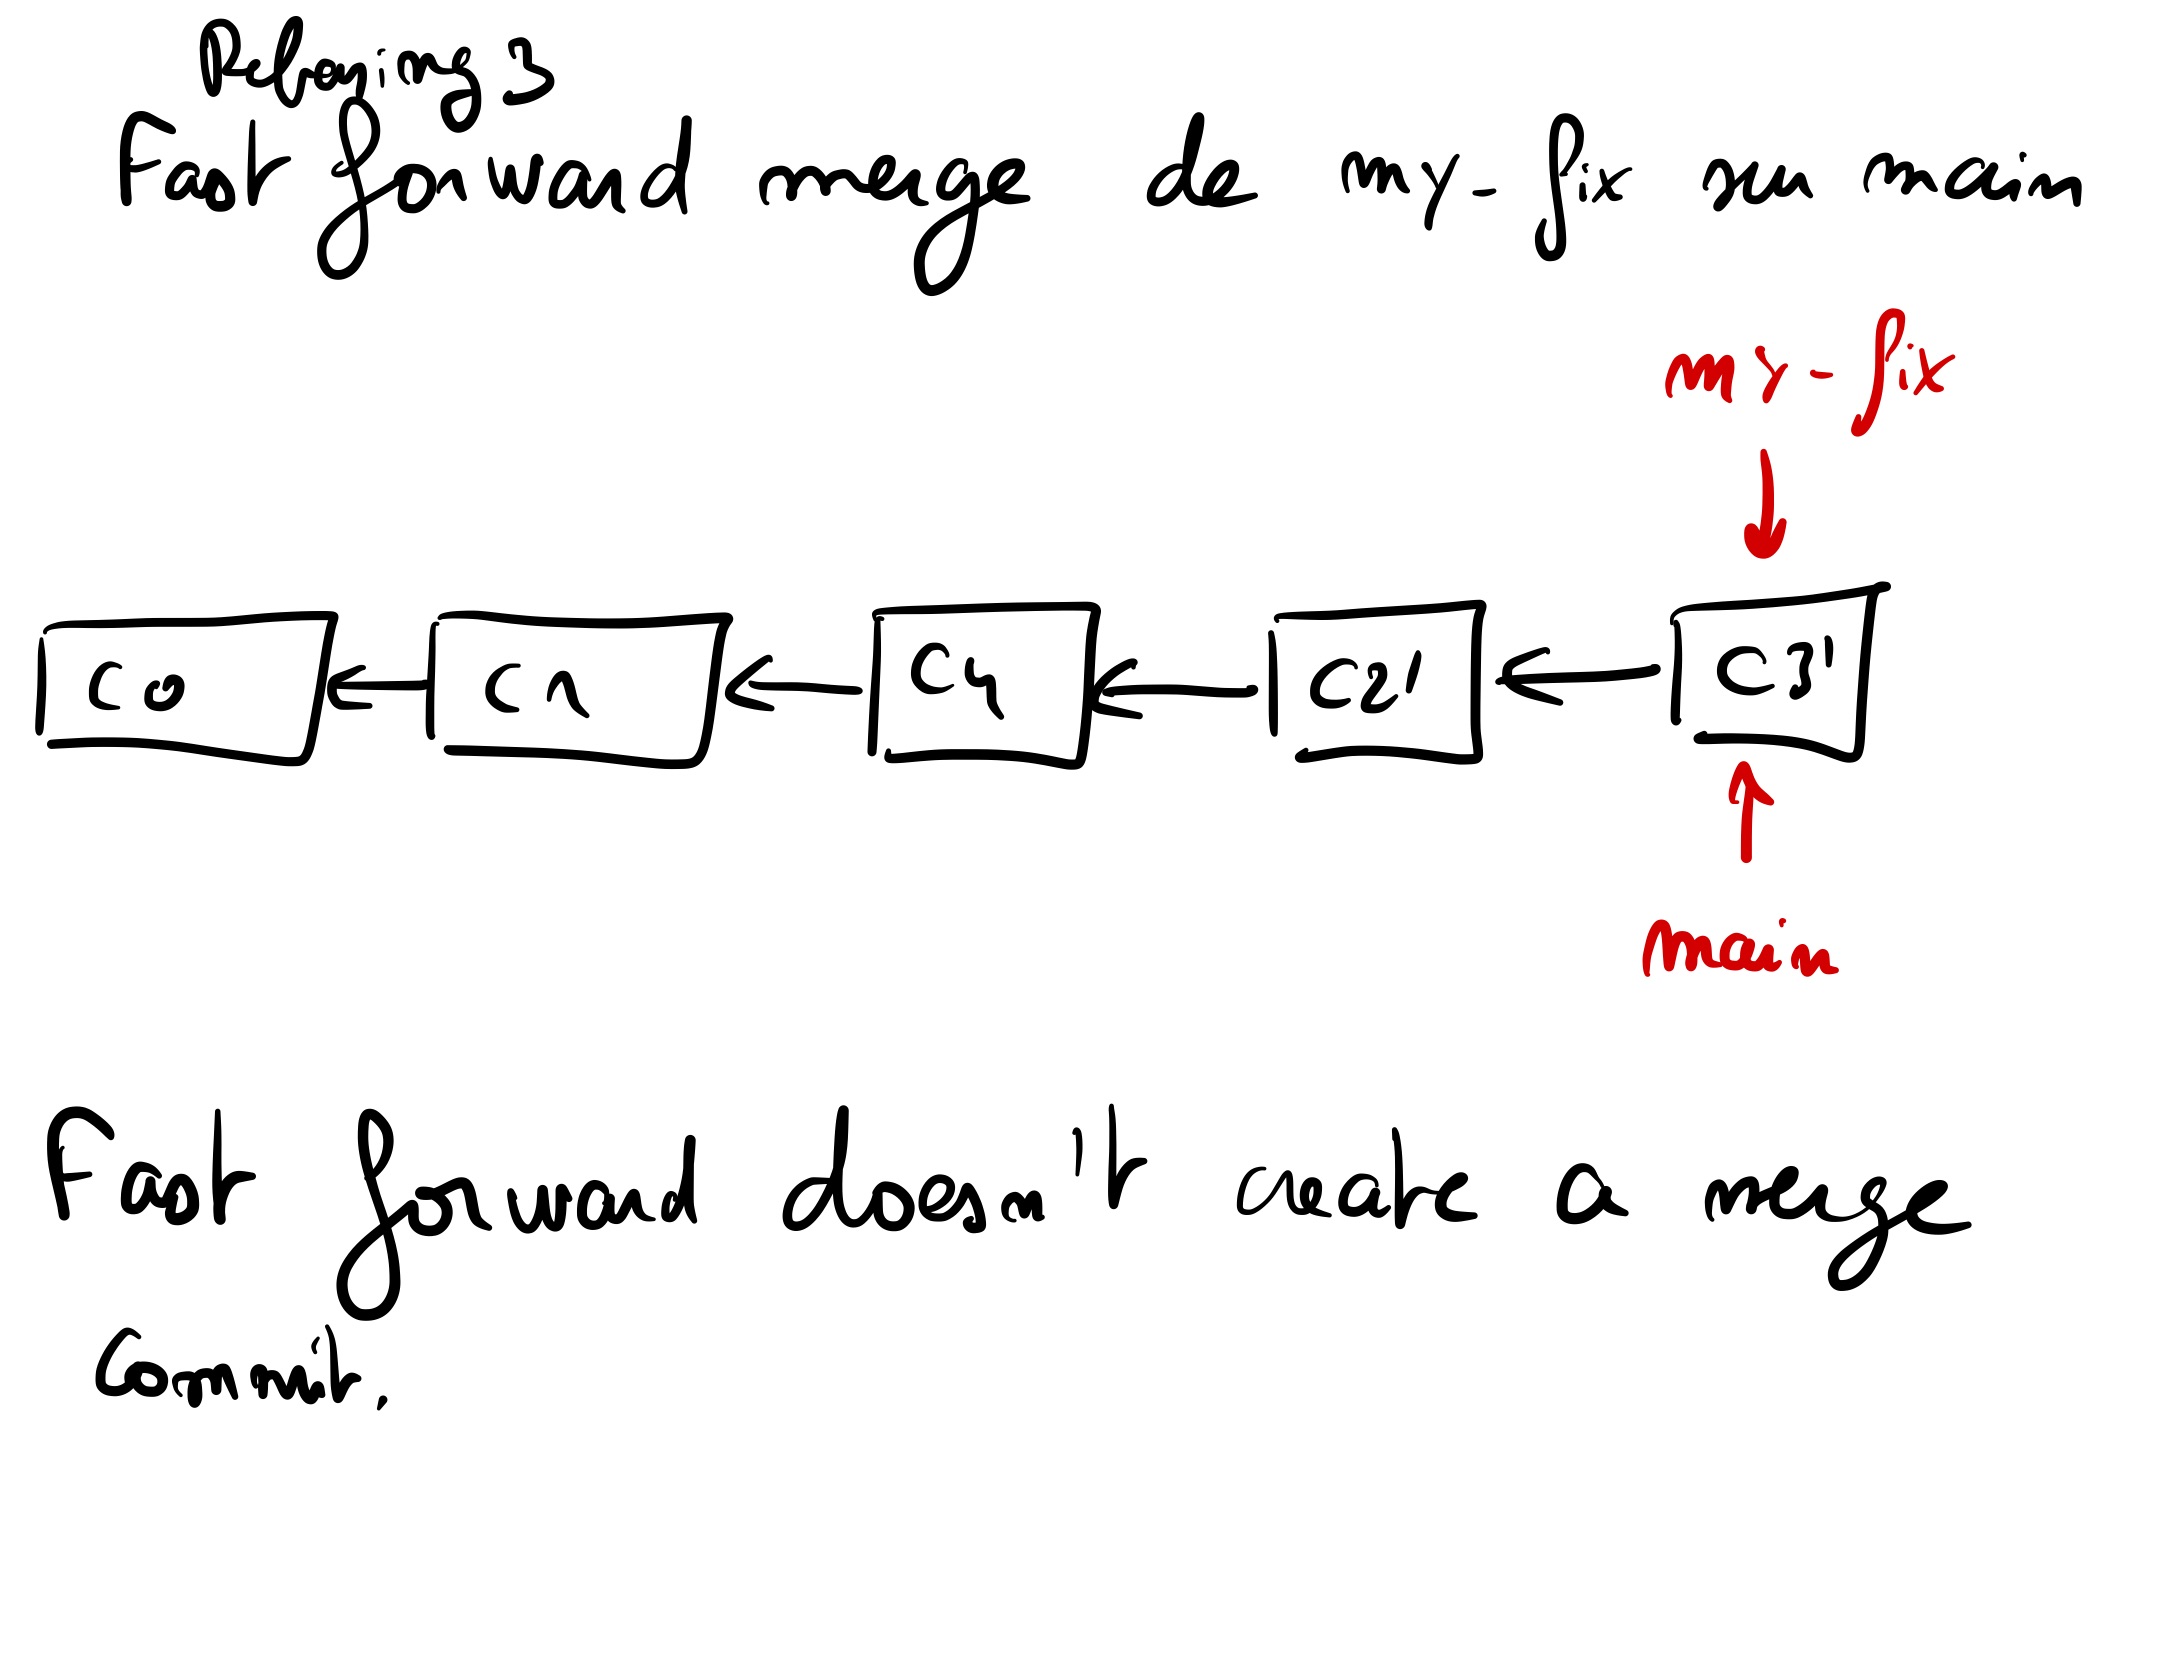 Rebasing 3
Fast forward merge de my-fix sur main
my-fix
C0 C1 C4 C2' C3'
main
Fast forward doesn't create a merge
Commit.